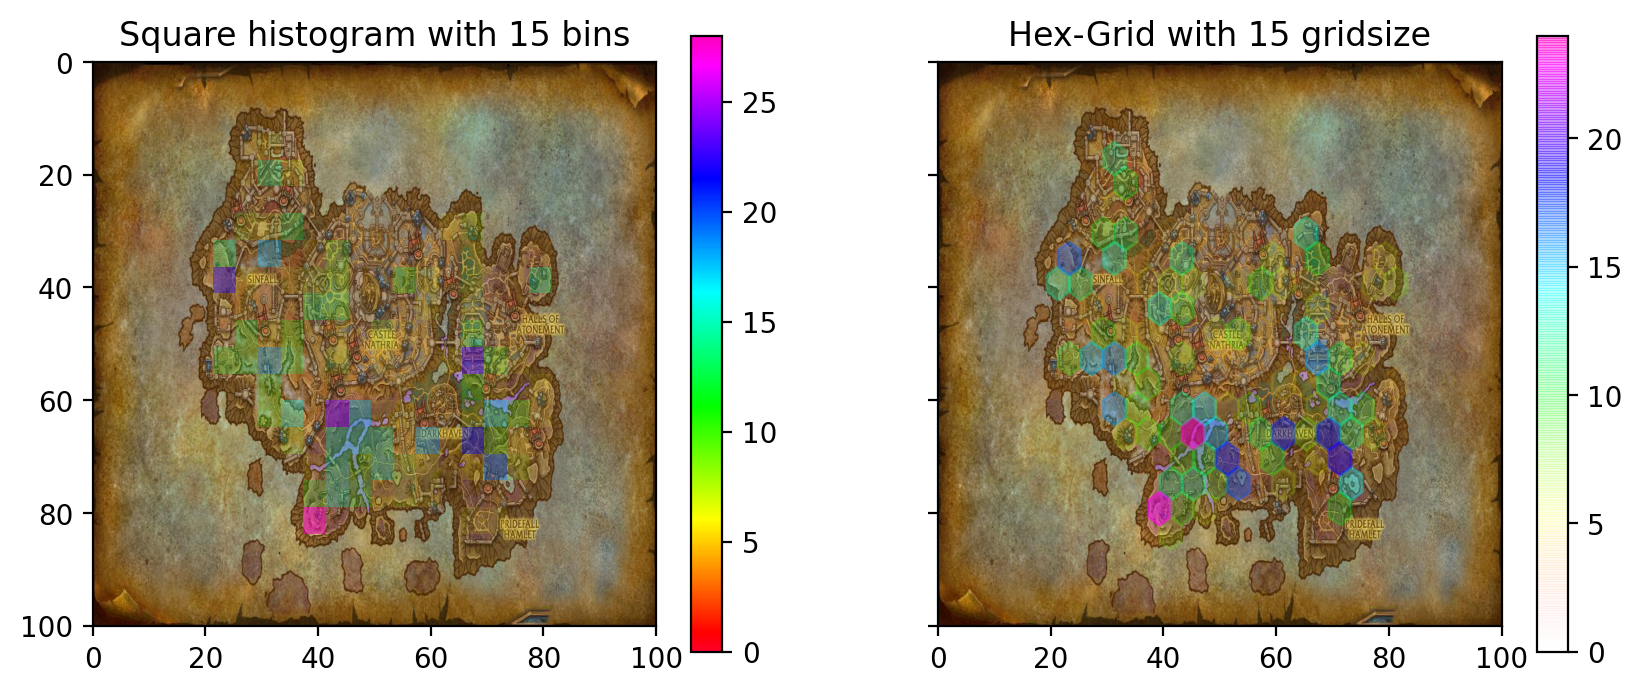 Square histogram with 15 bins
0
20
40
60
80
100
0
20
40
60
80
100
SINFALL
CASTLE
NATHRIA
HALLS OF
ATONEMENT
DARKHAVEN
PRIDEFALL
HAMLET
25
20
15
10
5
0
Hex-Grid with 15 gridsize
0
20
40
60
80
100
SINFALL
CASTLE
NATHRIA
HALLS OF
ATONEMENT
DARKHAVEN
PRIDEFALL
HAMLET
20
15
10
5
0